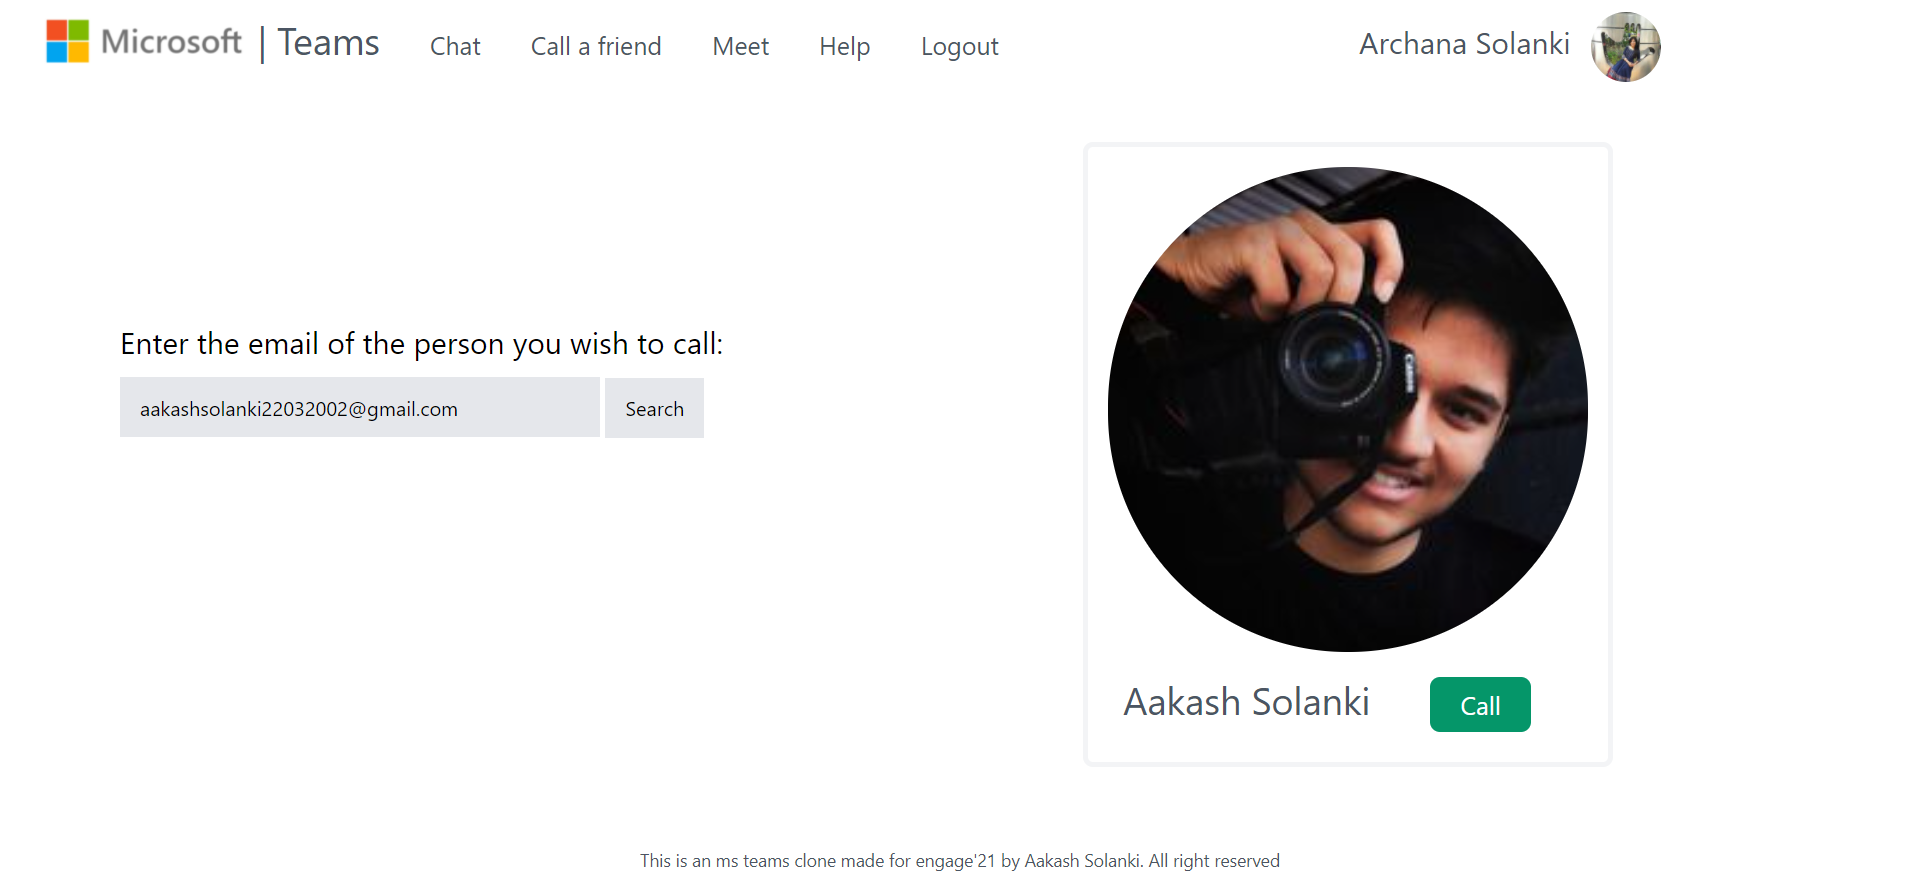 Microsoft | Teams Chat Call a friend Meet Help Logout Archana Solanki
Enter the email of the person you wish to call:
aakashsolanki22032002@gmail.com Search
Canon
Aakash Solanki Call
This is an ms teams clone made for engage'21 by Aakash Solanki. All right reserved